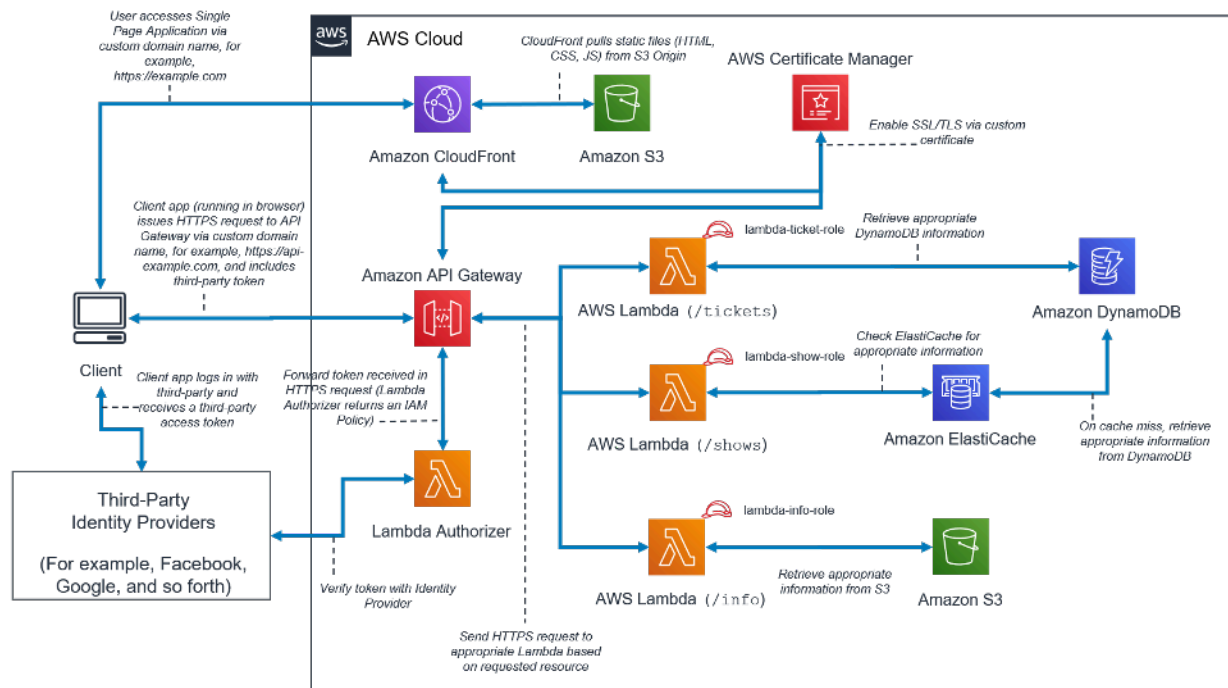 User accesses Single
Page Application via
custom domain name, for
example,
https://example.com
aws
AWS Cloud
CloudFront pulls static files (HTML,
CSS, JS) from S3 Origin
AWS Certificate Manager
Enable SSL/TLS via custom
certificate
Amazon CloudFront
Amazon S3
Client app (running in browser)
issues HTTPS request to API
Gateway via custom domain
name, for example, https://api-
example.com, and includes
third-party token
Amazon API Gateway
lambda-ticket-role
Retrieve appropriate
DynamoDB information
AWS Lambda (/tickets)
Amazon DynamoDB
Client
Client app logs in with
third-party and
receives a third-party
access token
Forward token received in
HTTPS request (Lambda
Authorizer returns an IAM
Policy)
lambda-show-role
Check ElastiCache for
appropriate information
AWS Lambda (/shows)
Amazon ElastiCache
On cache miss, retrieve
appropriate information
from DynamoDB
Third-Party
Identity Providers
(For example, Facebook,
Google, and so forth)
Lambda Authorizer
Verify token with Identity
Provider
lambda-info-role
AWS Lambda (/info)
Retrieve appropriate
information from S3
Amazon S3
Send HTTPS request to
appropriate Lambda based
on requested resource